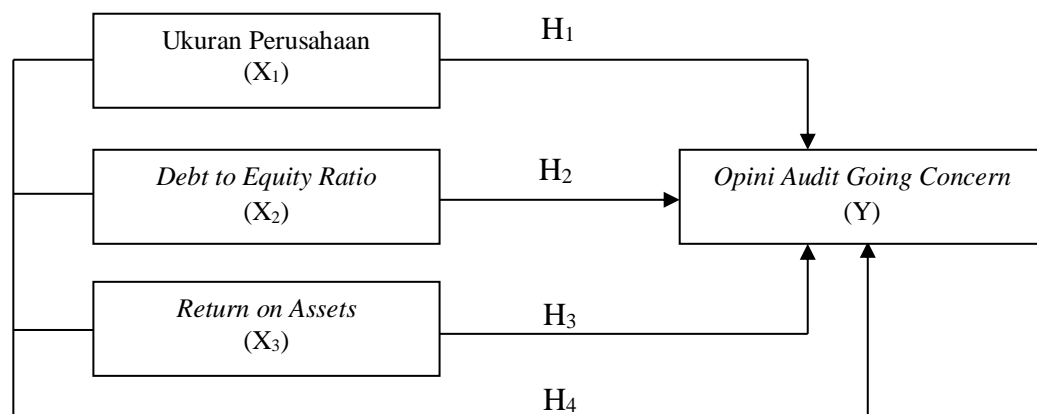 Ukuran Perusahaan
(X₁)
H₁
Debt to Equity Ratio
(X₂)
H₂
Opini Audit Going Concern
(Y)
Return on Assets
(X₃)
H₃
H₄